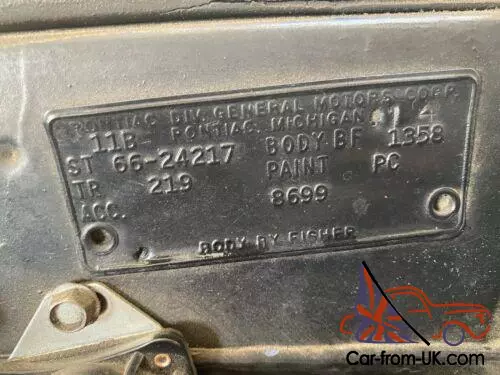 PONTIAC DIV. GENERAL MOTORS CORP.
PONTIAC, MICHIGAN
11B
ST 66-24217 BODY BF 1358
TR 219 PAINT PC
ACC. 8699
BODY BY FISHER
Car-from-UK.com